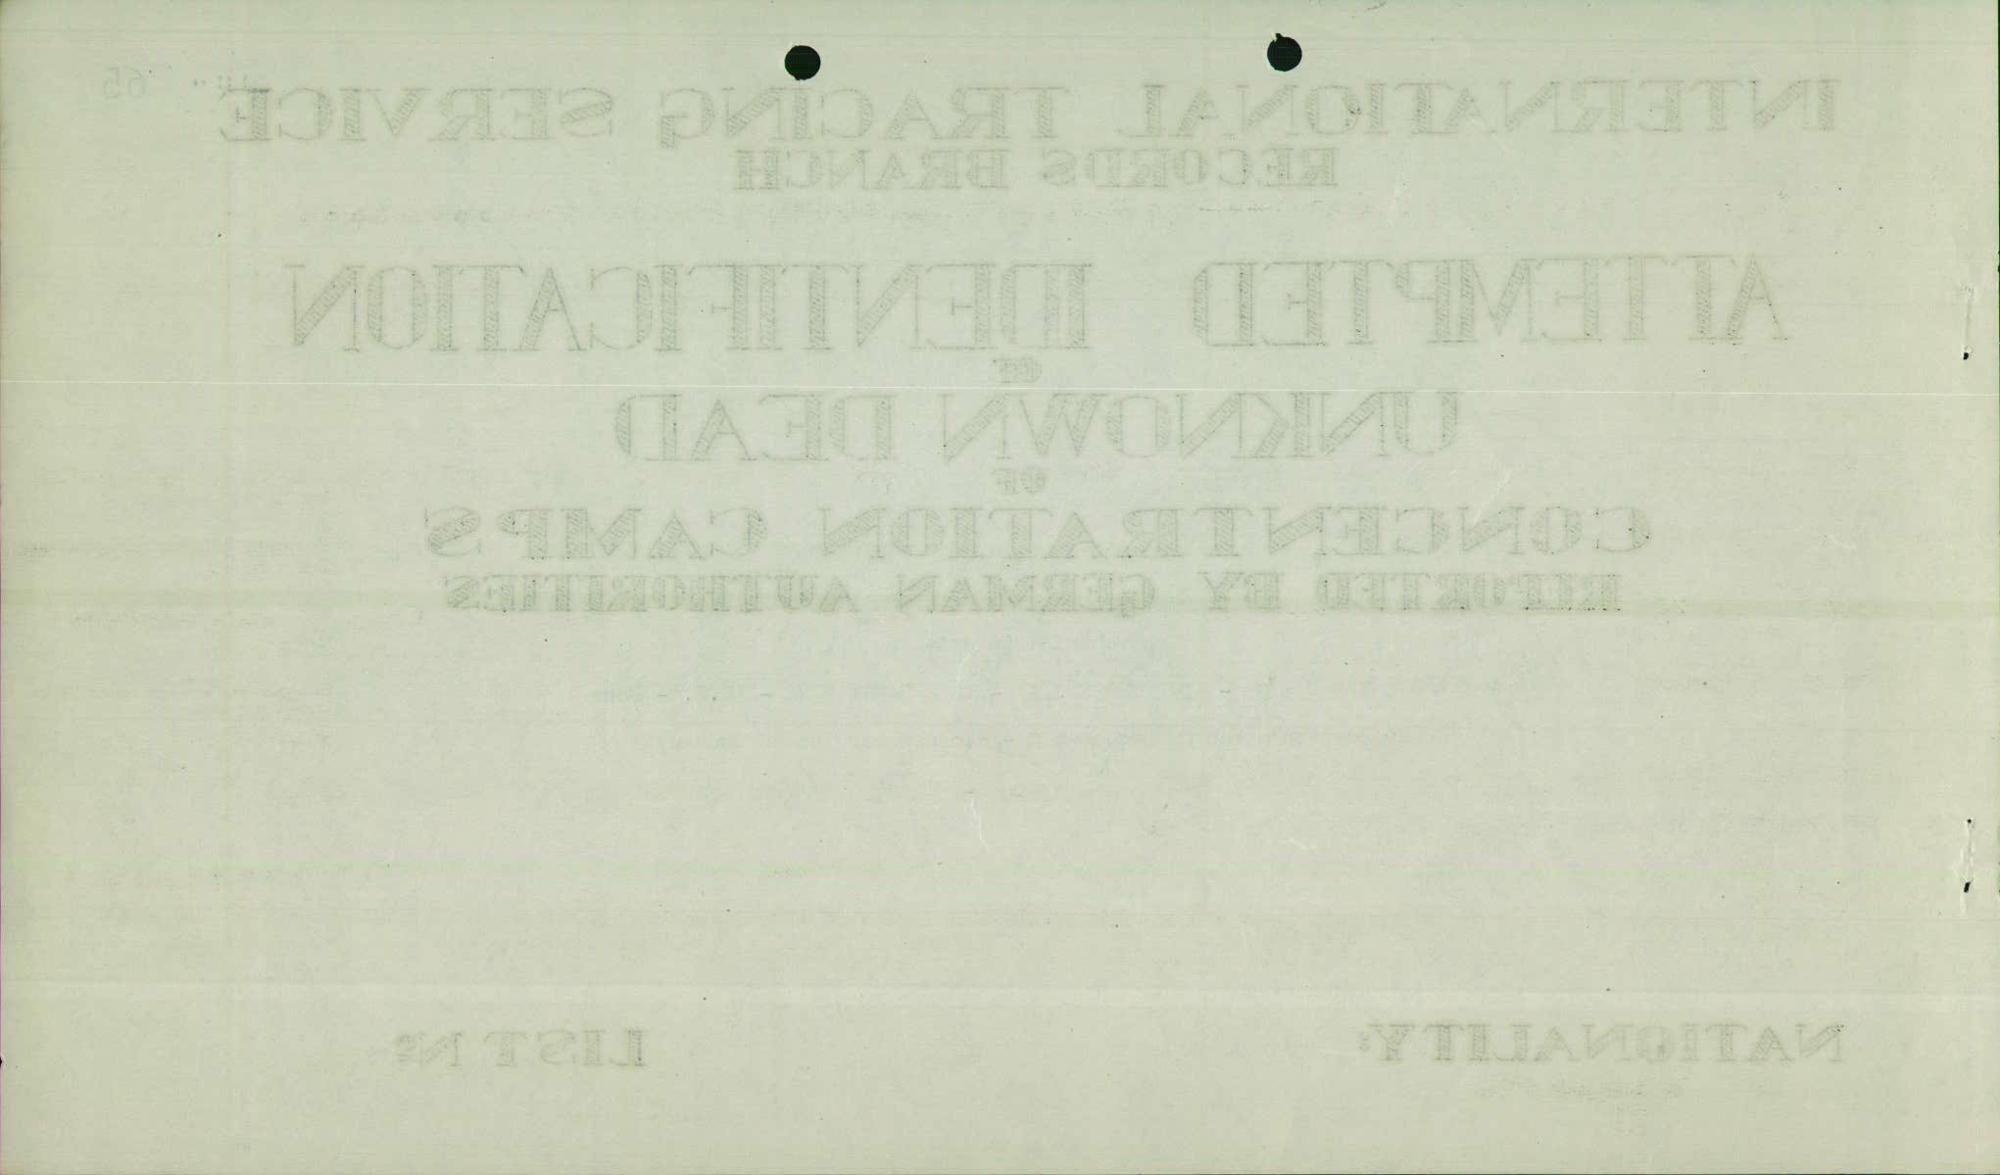 65
INTERNATIONAL TRACING SERVICE
RECORDS BRANCH
ATTEMPTED IDENTIFICATION
OF
UNKNOWN DEAD
OF
CONCENTRATION CAMPS
REPORTED BY GERMAN AUTHORITIES
NATIONALITY: LIST Nº